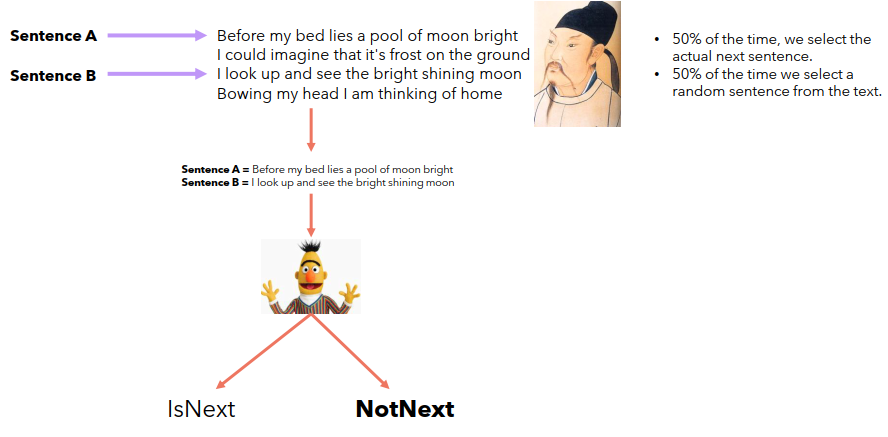 Sentence A
Before my bed lies a pool of moon bright
I could imagine that it's frost on the ground
Sentence B
I look up and see the bright shining moon
Bowing my head I am thinking of home
• 50% of the time, we select the
actual next sentence.
• 50% of the time we select a
random sentence from the text.
Sentence A = Before my bed lies a pool of moon bright
Sentence B = I look up and see the bright shining moon
IsNext
NotNext